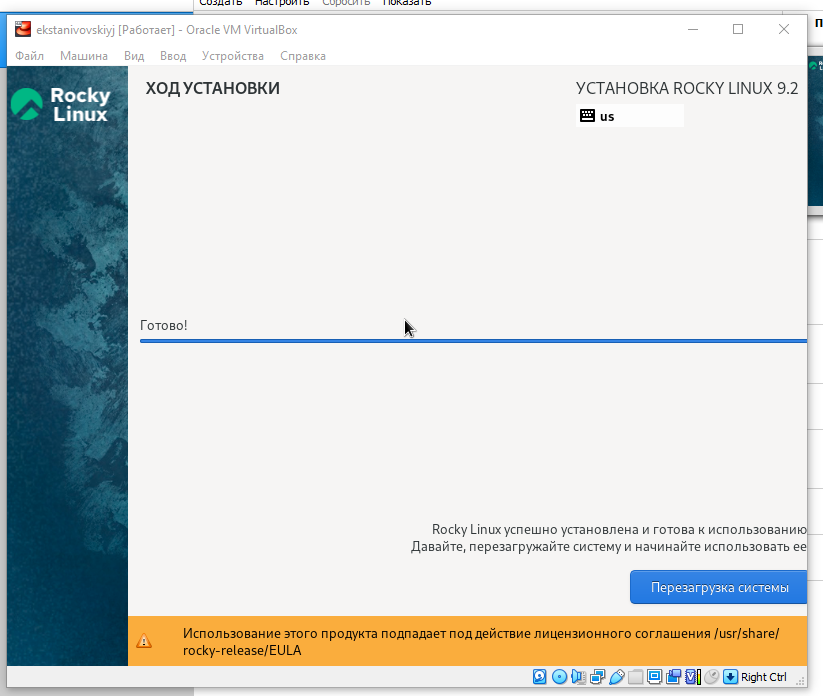 Создать Настроить Сбросить Показать
ekstanivovskiyj [Работает] - Oracle VM VirtualBox
Файл Машина Вид Ввод Устройства Справка
Rocky
Linux
ХОД УСТАНОВКИ
УСТАНОВКА ROCKY LINUX 9.2
us
Готово!
Rocky Linux успешно установлена и готова к использованию
Давайте, перезагружайте систему и начинайте использовать ее
Перезагрузка системы
Использование этого продукта подпадает под действие лицензионного соглашения /usr/share/
rocky-release/EULA
Right Ctrl